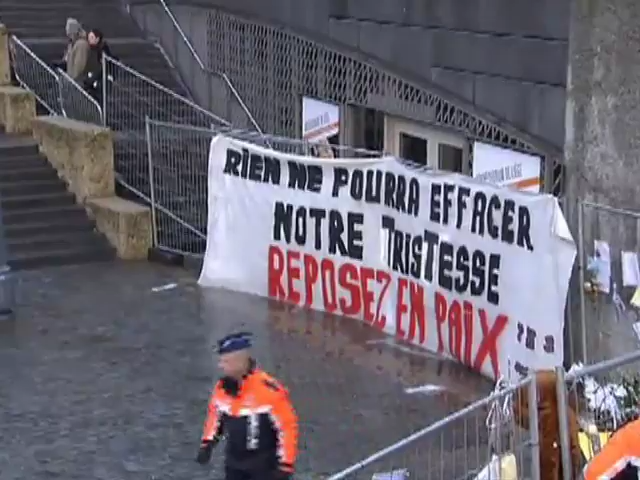 RIEN NE POURRA EFFACER
NOTRE TRISTESSE
REPOSEZ EN PAIX